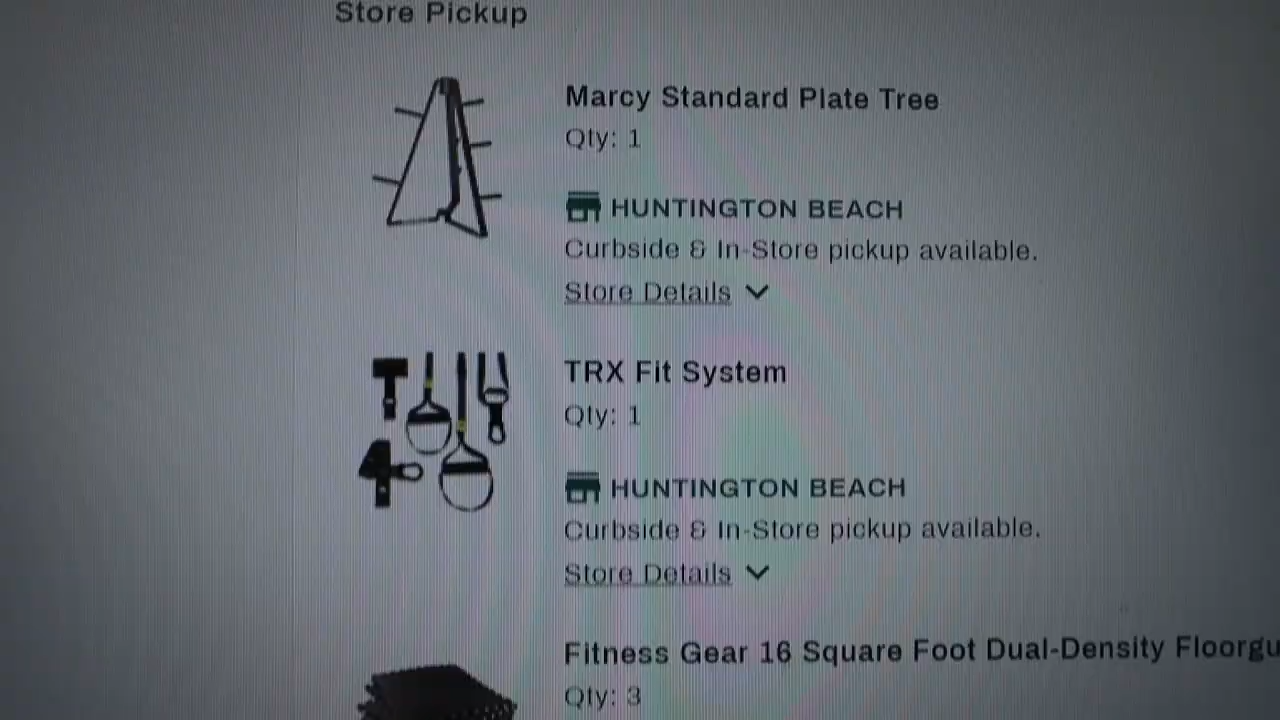 Store Pickup
Marcy Standard Plate Tree
Qty: 1
HUNTINGTON BEACH
Curbside & In-Store pickup available.
Store Details
TRX Fit System
Qty: 1
HUNTINGTON BEACH
Curbside & In-Store pickup available.
Store Details
Fitness Gear 16 Square Foot Dual-Density Floorgu
Qty: 3